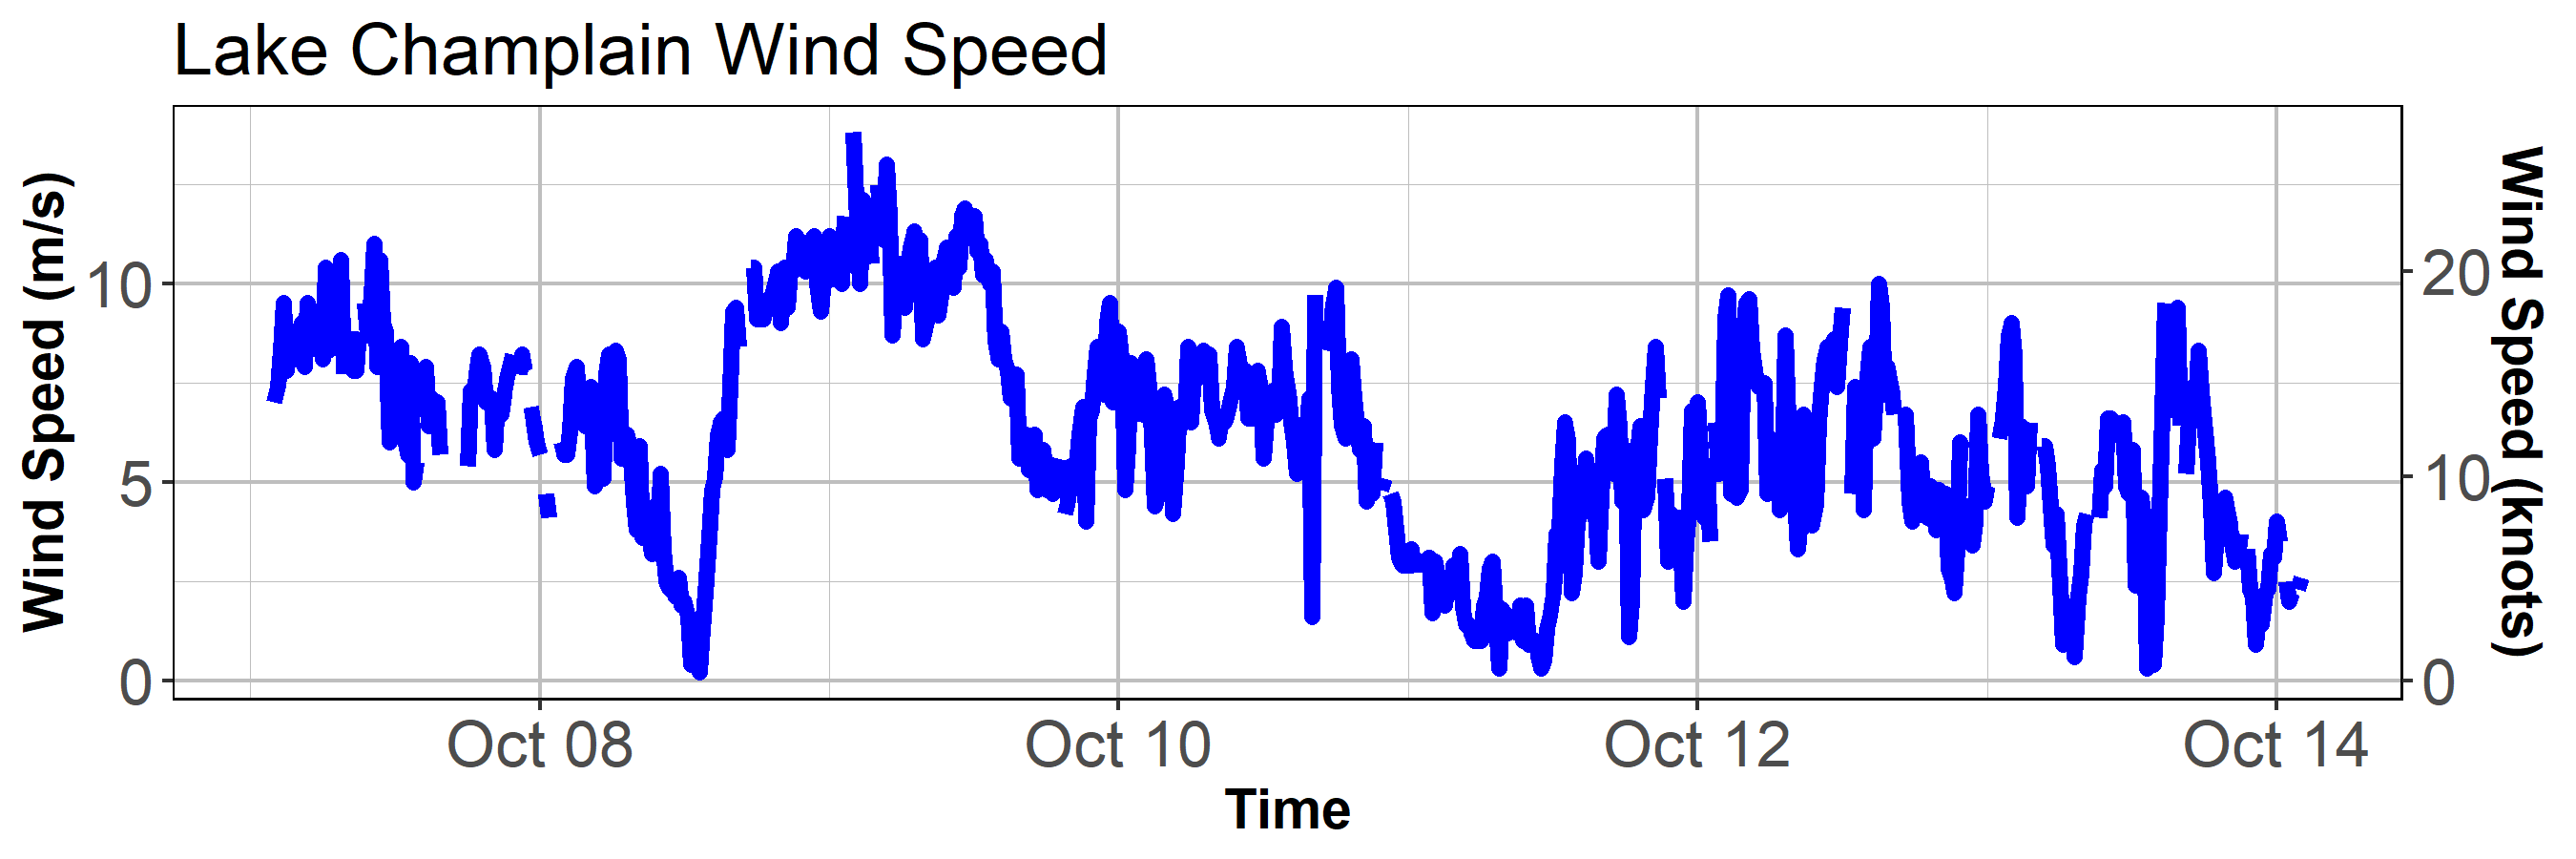 Lake Champlain Wind Speed
Wind Speed (m/s)
10
5
0
20
10
0
Wind Speed (knots)
Oct 08
Oct 10
Oct 12
Oct 14
Time